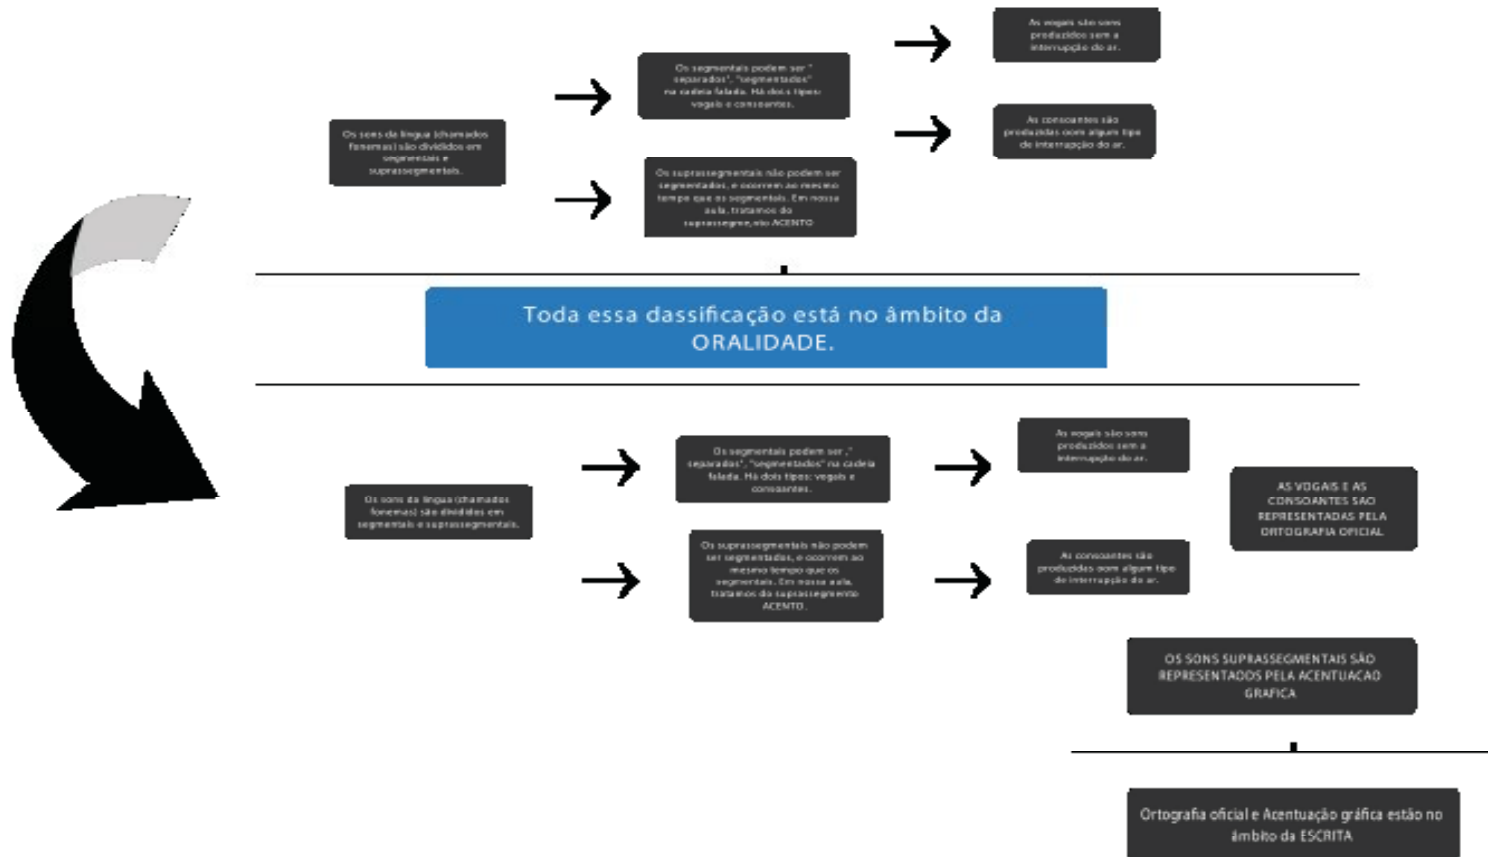 As vogais são sons
produzidos sem a
interrupção do ar.
Os segmentais podem ser "
separados", "segmentados"
na cadeia falada. Há dois tipos:
vogais e consoantes.
As consoantes são
produzidas oom algum tipo
de interrupção do ar.
Os sons da língua (chamados
fonemas) são divididos em
segmentais e
suprassegmentais.
Os suprassegmentais não podem ser
segmentados, e ocorrem ao mesmo
tempo que os segmentais. Em nossa
aula, tratamos do
suprassegme,nto ACENTO
Toda essa dassificação está no âmbito da
ORALIDADE.
As vogais são sons
produzidos sem a
interrupção do ar.
Os segmentais podem ser ,"
separados", "segmentados" na cadeia
falada. Há dois tipos: vogais e
consoantes.
AS VOGAIS E AS
CONSOANTES SAO
REPRESENTADAS PELA
ORTOGRAFIA OFICIAL
Os sons da língua (chamados
fonemas) são divididos em
segmentais e suprassegmentais.
Os suprassegmentais não podem
ser segmentados, e ocorrem ao
mesmo tempo que os
segmentais. Em nossa aula,
tratamos do suprassegmento
ACENTO.
As consoantes são
produzidas oom algum tipo
de interrupção do ar.
OS SONS SUPRASSEGMENTAIS SÃO
REPRESENTADOS PELA ACENTUACAO
GRAFICA
Ortografia oficial e Acentuação gráfica estão no
âmbito da ESCRITA